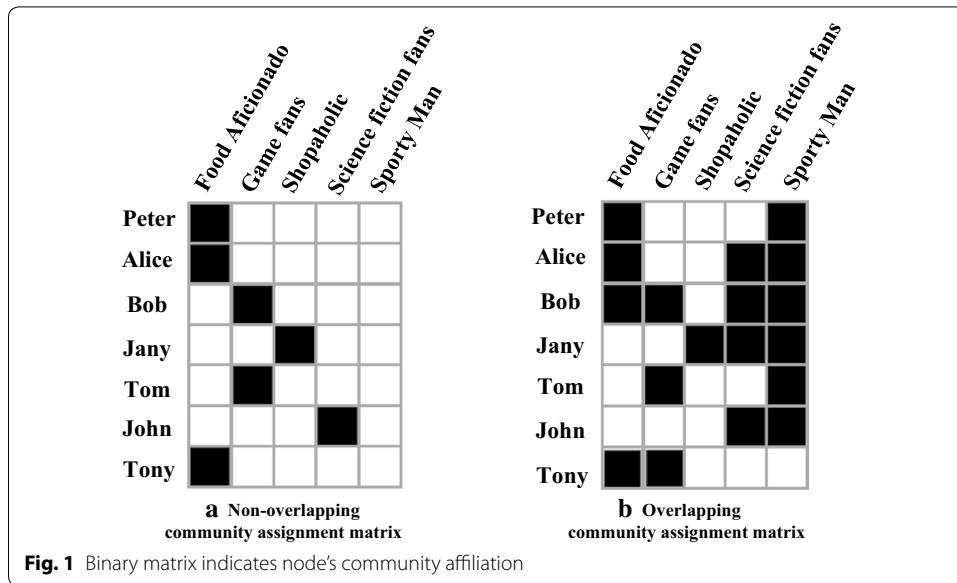 Food Aficionado
Game fans
Shopaholic
Science fiction fans
Sporty Man
Peter
Alice
Bob
Jany
Tom
John
Tony
a Non-overlapping
community assignment matrix
Food Aficionado
Game fans
Shopaholic
Science fiction fans
Sporty Man
Peter
Alice
Bob
Jany
Tom
John
Tony
b Overlapping
community assignment matrix
Fig. 1 Binary matrix indicates node's community affiliation